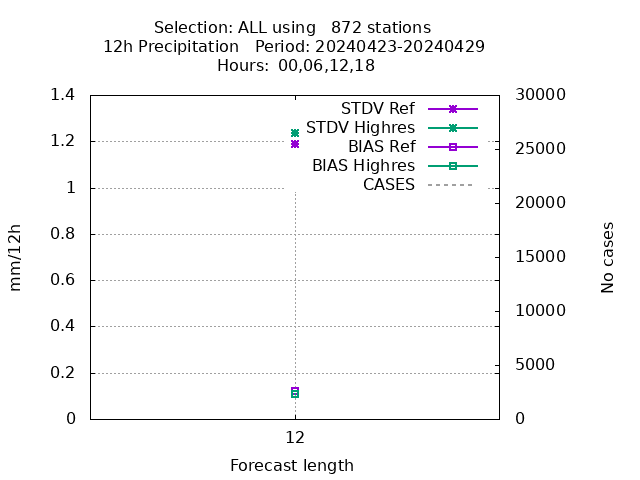 Selection: ALL using   872 stations
12h Precipitation   Period: 20240423-20240429
Hours:  00,06,12,18
STDV Ref
STDV Highres
BIAS Ref
BIAS Highres
CASES
1.4
1.2
1
0.8
0.6
0.4
0.2
0
mm/12h
30000
25000
20000
15000
10000
5000
0
No cases
12
Forecast length